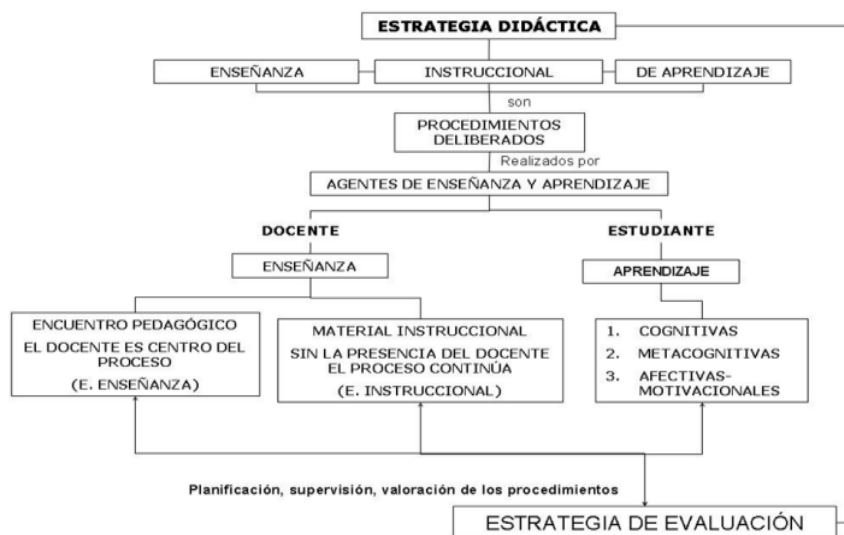 ESTRATEGIA DIDÁCTICA
ENSEÑANZA
INSTRUCCIONAL
DE APRENDIZAJE
son
PROCEDIMIENTOS
DELIBERADOS
Realizados por
AGENTES DE ENSEÑANZA Y APRENDIZAJE
DOCENTE
ESTUDIANTE
ENSEÑANZA
APRENDIZAJE
ENCUENTRO PEDAGÓGICO
EL DOCENTE ES CENTRO DEL
PROCESO
(E. ENSEÑANZA)
MATERIAL INSTRUCCIONAL
SIN LA PRESENCIA DEL DOCENTE
EL PROCESO CONTINÚA
(E. INSTRUCCIONAL)
1. COGNITIVAS
2. METACOGNITIVAS
3. AFECTIVAS-
MOTIVACIONALES
Planificación, supervisión, valoración de los procedimientos
ESTRATEGIA DE EVALUACIÓN